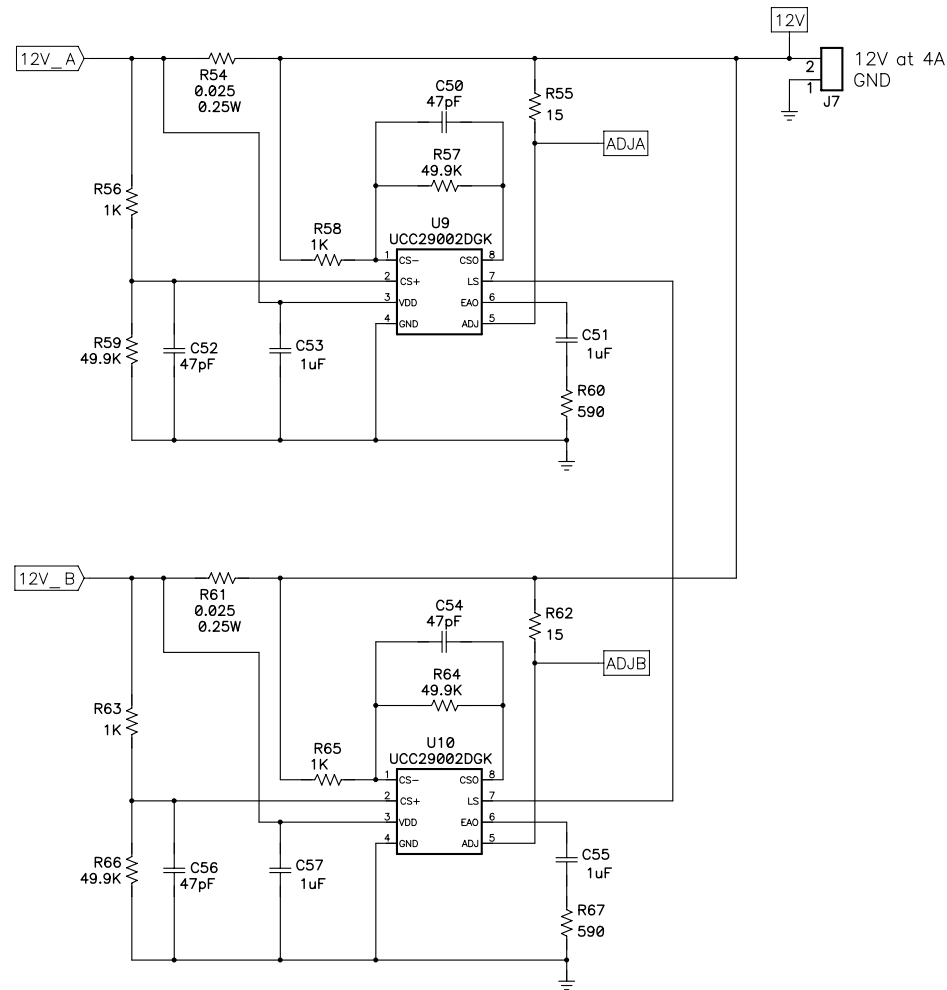 12V
12V_A
12V at 4A
2
GND
1
J7
R54
0.025
0.25W
C50
47pF
R55
15
ADJA
R57
49.9K
R56
1K
U9
UCC29002DGK
R58
1K
1 CS- CSO 8
2 CS+ LS 7
3 VDD EAO 6
4 GND ADJ 5
R59
49.9K
C52
47pF
C53
1uF
C51
1uF
R60
590
12V_B
R61
0.025
0.25W
C54
47pF
R62
15
ADJB
R64
49.9K
R63
1K
U10
UCC29002DGK
R65
1K
1 CS- CSO 8
2 CS+ LS 7
3 VDD EAO 6
4 GND ADJ 5
R66
49.9K
C56
47pF
C57
1uF
C55
1uF
R67
590